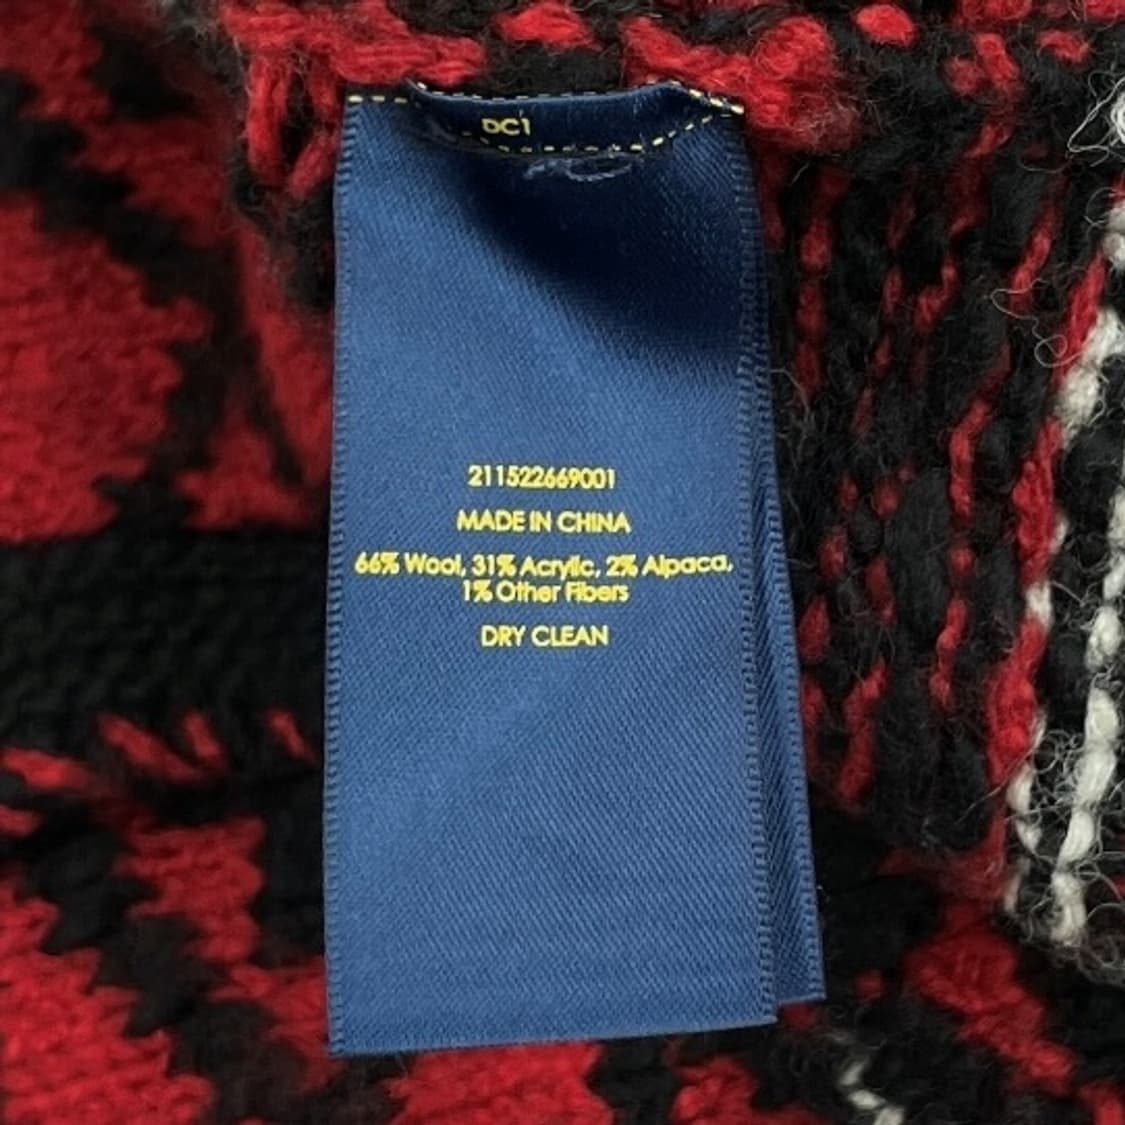 DC1
211522669001
MADE IN CHINA
66% Wool, 31% Acrylic, 2% Alpaca,
1% Other Fibers
DRY CLEAN